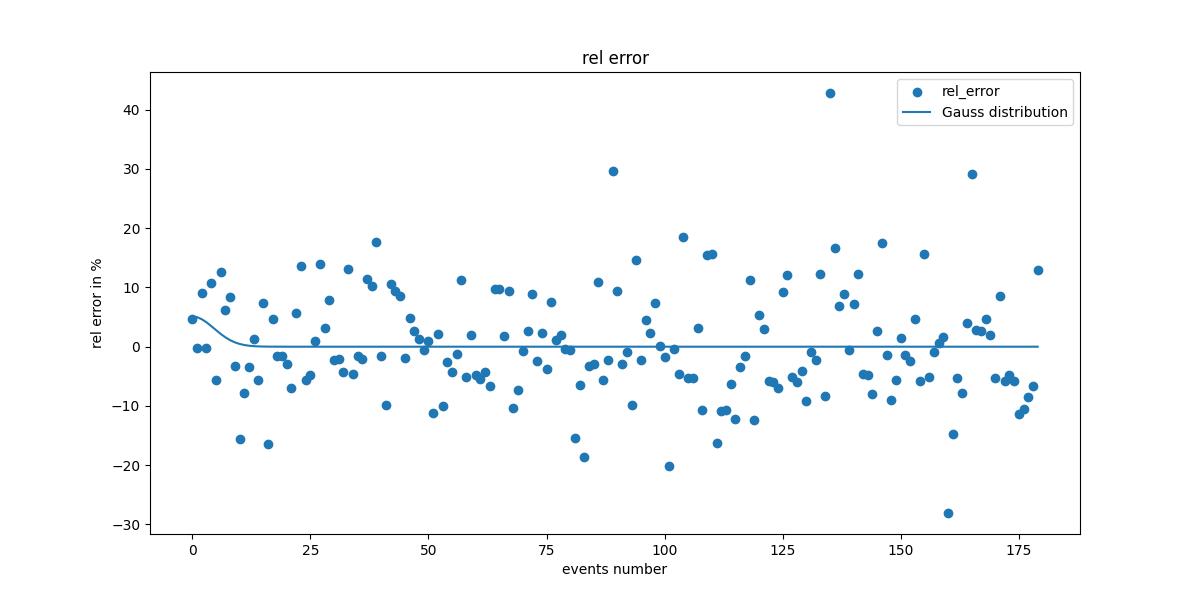 rel error
rel_error
Gauss distribution
rel error in %
40
30
20
10
0
−10
−20
−30
0 25 50 75 100 125 150 175
events number